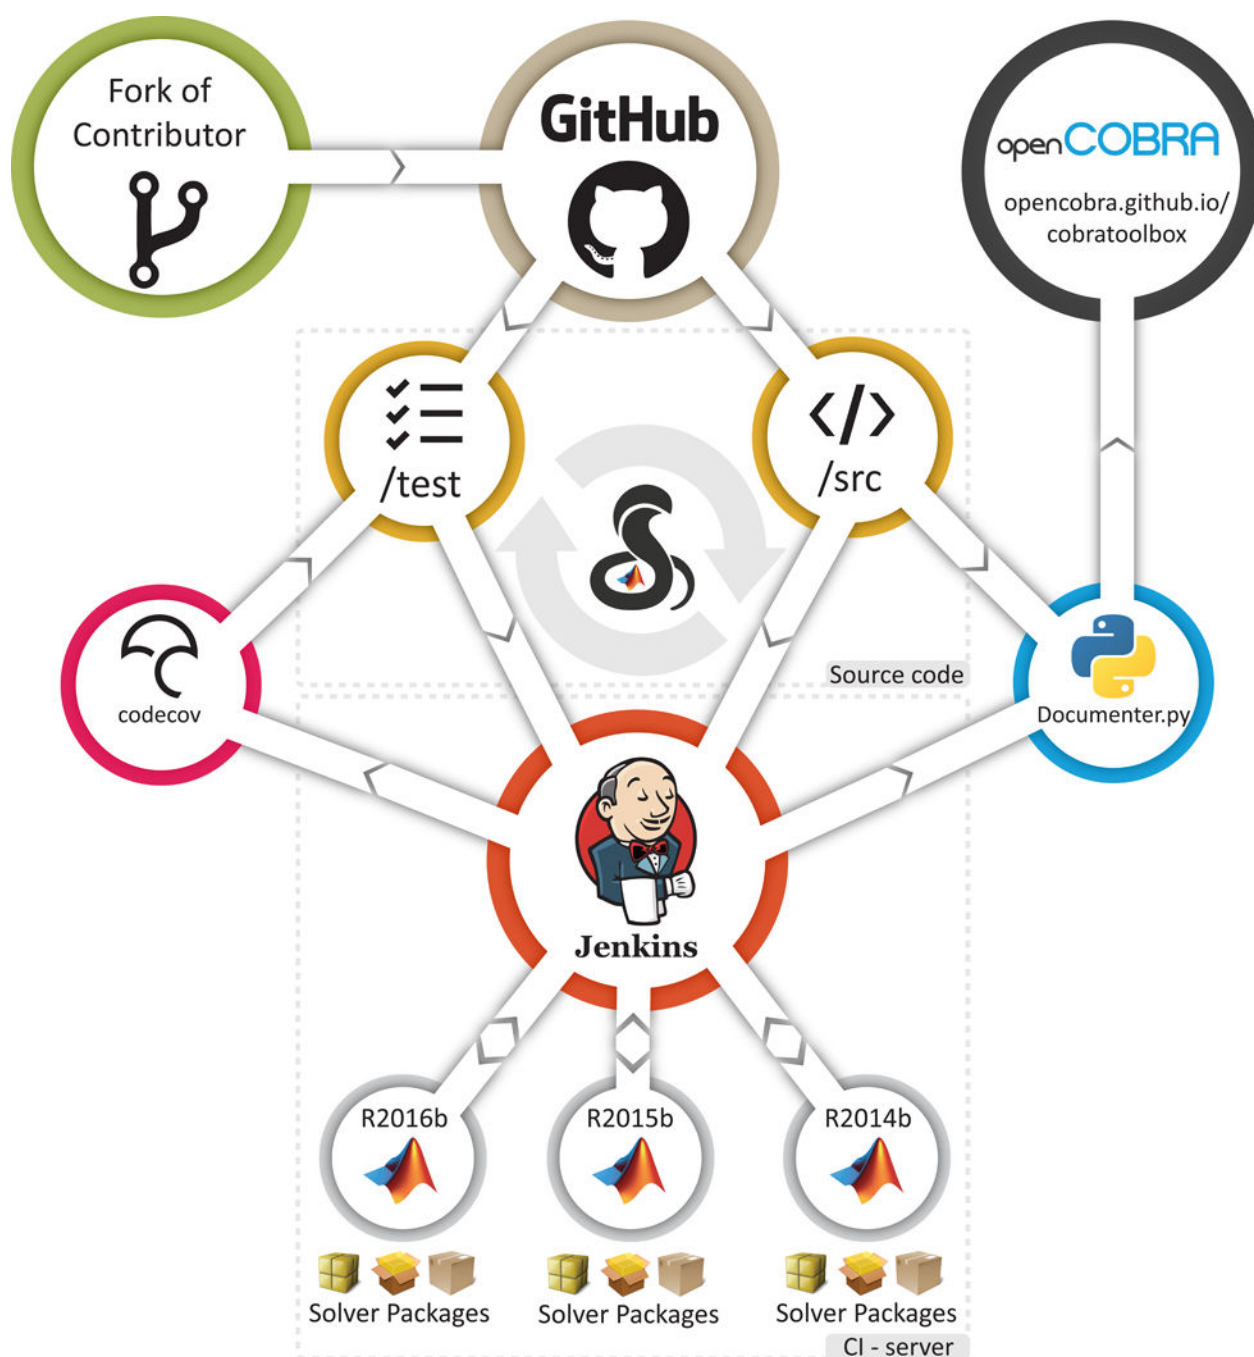 Fork of
Contributor
GitHub
openCOBRA
opencobra.github.io/
cobratoolbox
/test
</>
/src
Source code
codecov
Documenter.py
Jenkins
R2016b
R2015b
R2014b
Solver Packages
Solver Packages
Solver Packages
CI - server